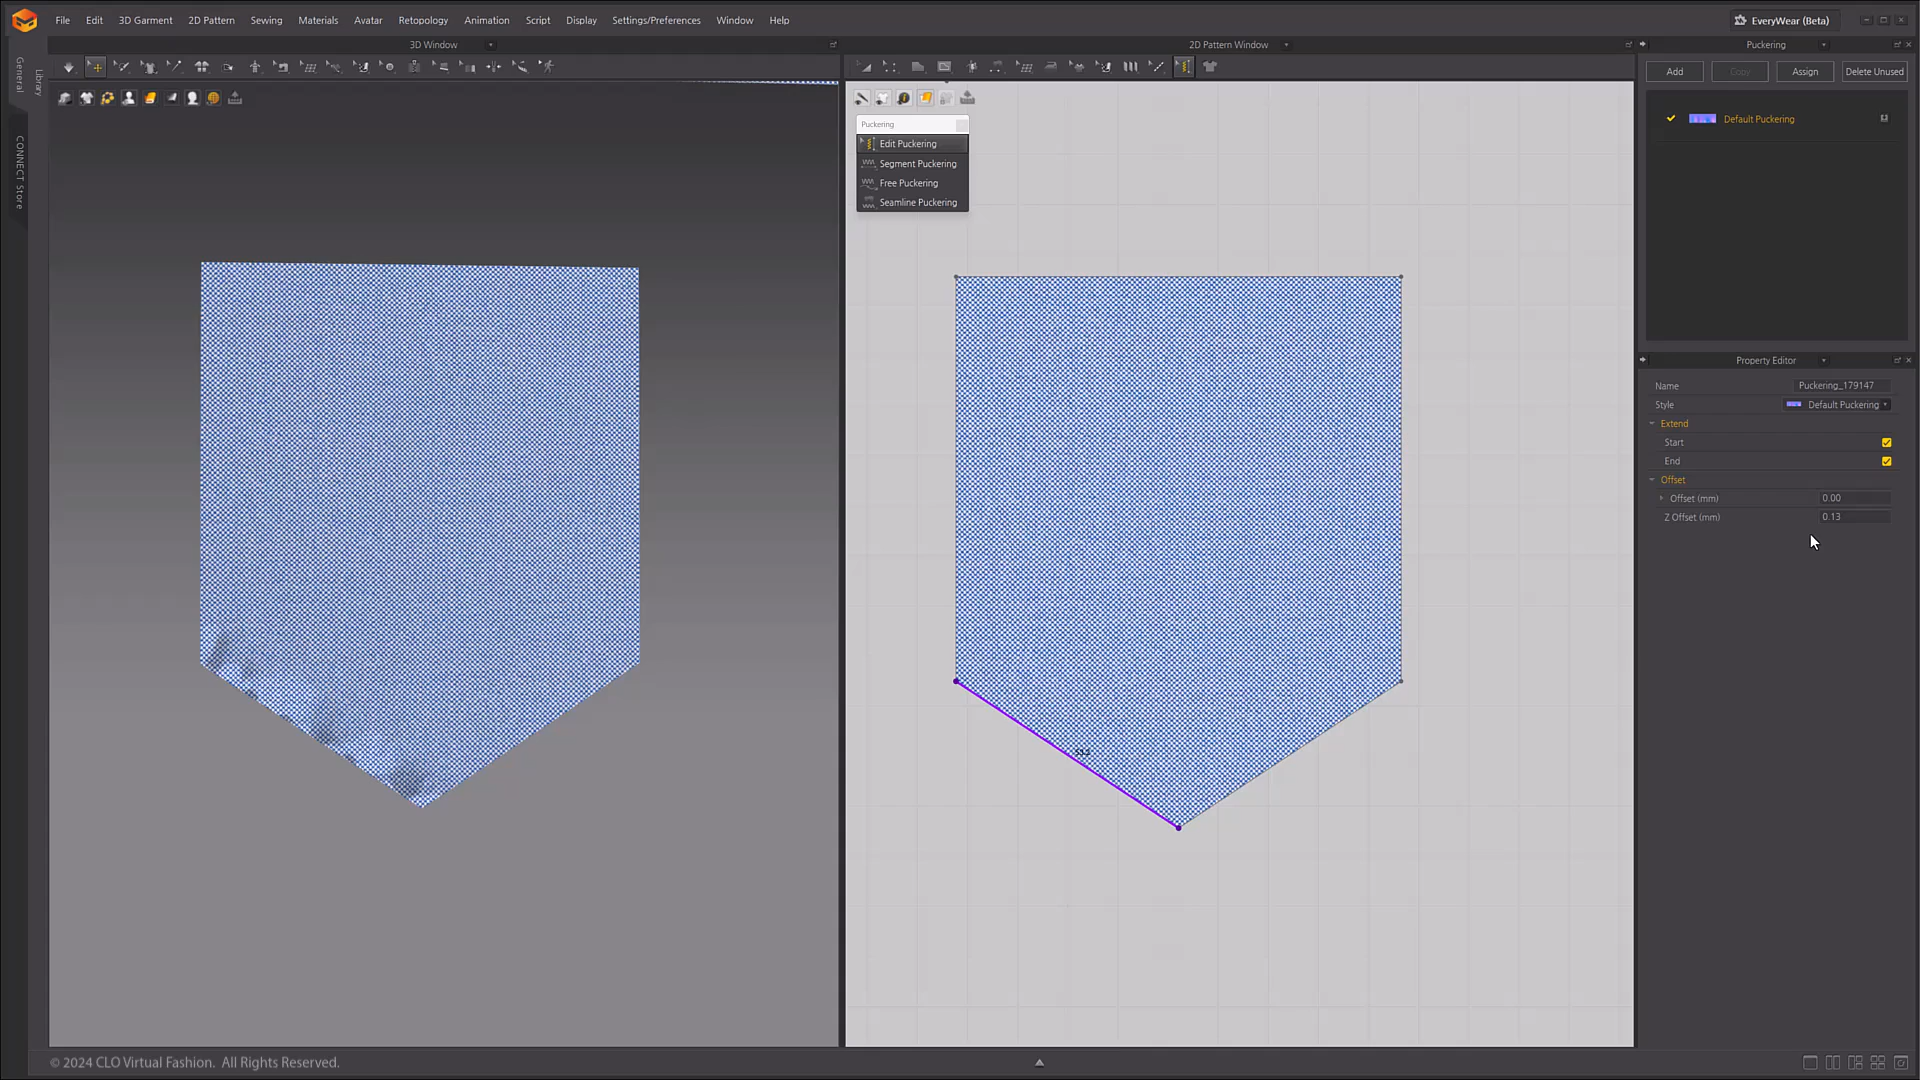 File Edit 3D Garment 2D Pattern Sewing Materials Avatar Retopology Animation Script Display Settings/Preferences Window Help
EveryWear (Beta)
3D Window
2D Pattern Window
Puckering
General
Library
CONNECT Store
Add Copy Assign Delete Unused
Default Puckering
Puckering
Edit Puckering
Segment Puckering
Free Puckering
Seamline Puckering
Property Editor
Name Puckering_179147
Style Default Puckering
Extend
Start
End
Offset
Offset (mm) 0.00
Z Offset (mm) 0.13
© 2024 CLO Virtual Fashion. All Rights Reserved.